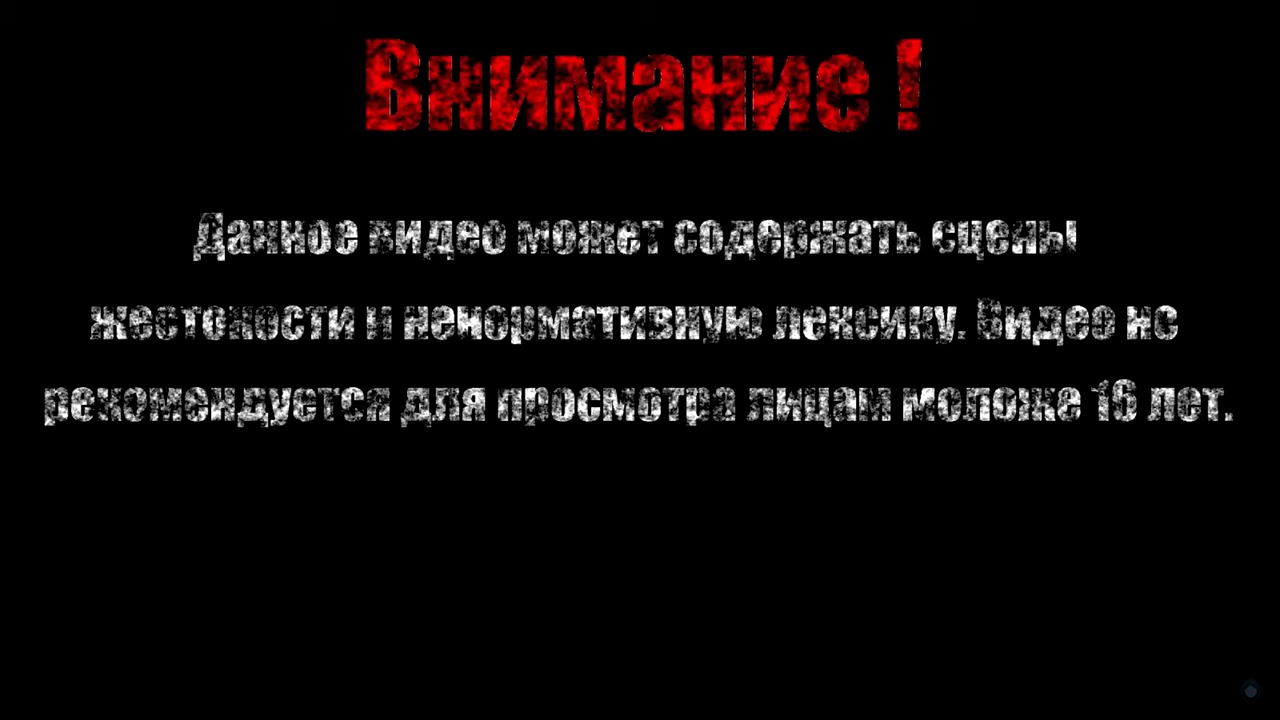 Внимание !
Данное видео может содержать сцены
жестокости и ненормативную лексику. Видео не
рекомендуется для просмотра лицам моложе 16 лет.